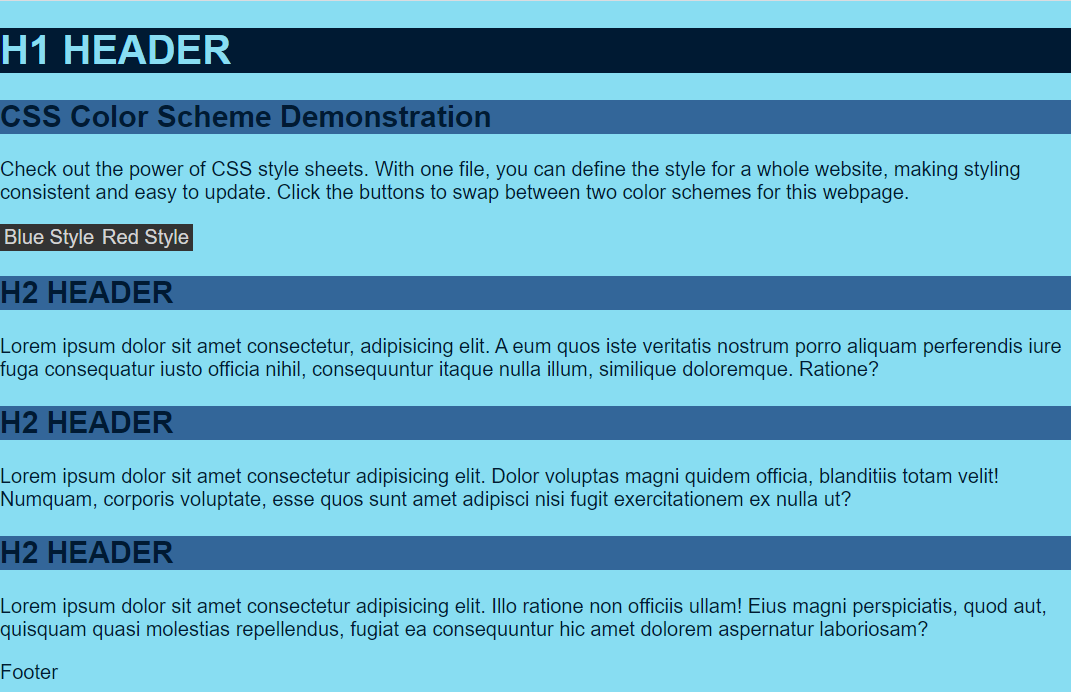 H1 HEADER
CSS Color Scheme Demonstration
Check out the power of CSS style sheets. With one file, you can define the style for a whole website, making styling
consistent and easy to update. Click the buttons to swap between two color schemes for this webpage.
Blue Style Red Style
H2 HEADER
Lorem ipsum dolor sit amet consectetur, adipisicing elit. A eum quos iste veritatis nostrum porro aliquam perferendis iure
fuga consequatur iusto officia nihil, consequuntur itaque nulla illum, similique doloremque. Ratione?
H2 HEADER
Lorem ipsum dolor sit amet consectetur adipisicing elit. Dolor voluptas magni quidem officia, blanditiis totam velit!
Numquam, corporis voluptate, esse quos sunt amet adipisci nisi fugit exercitationem ex nulla ut?
H2 HEADER
Lorem ipsum dolor sit amet consectetur adipisicing elit. Illo ratione non officiis ullam! Eius magni perspiciatis, quod aut,
quisquam quasi molestias repellendus, fugiat ea consequuntur hic amet dolorem aspernatur laboriosam?
Footer